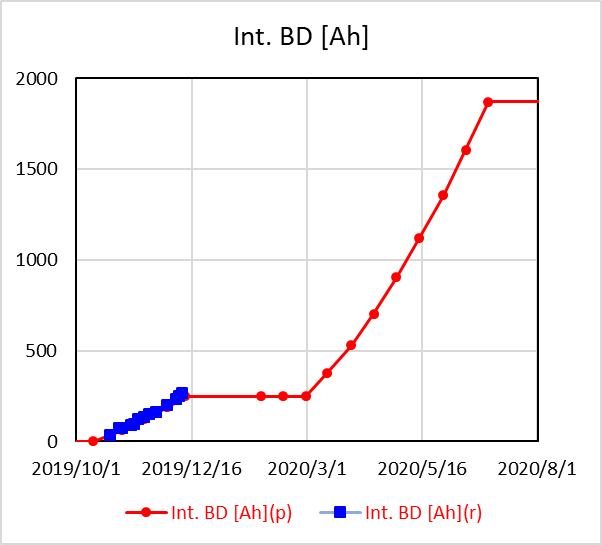 Int. BD [Ah]
2000
1500
1000
500
0
2019/10/1 2019/12/16 2020/3/1 2020/5/16 2020/8/1
Int. BD [Ah](p) Int. BD [Ah](r)